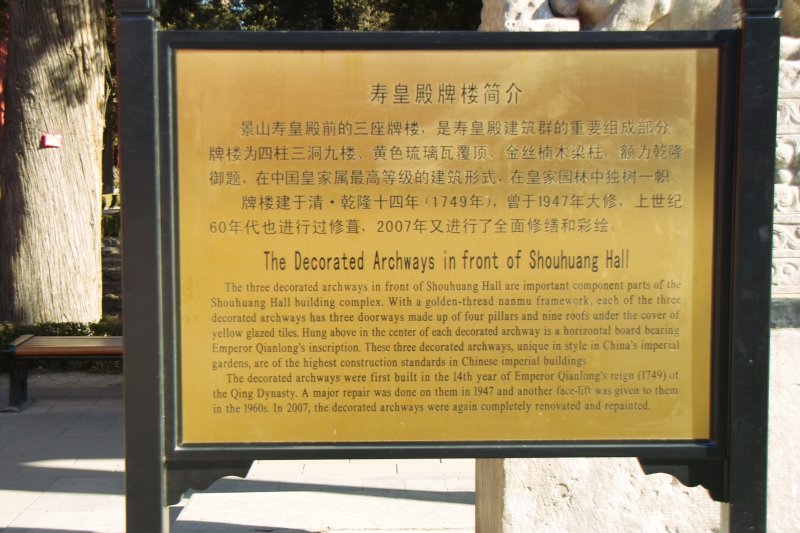 寿皇殿牌楼简介
景山寿皇殿前的三座牌楼，是寿皇殿建筑群的重要组成部分。
牌楼为四柱三洞九楼、黄色琉璃瓦覆顶、金丝楠木梁柱，额为乾隆
御题，在中国皇家属最高等级的建筑形式，在皇家园林中独树一帜。
牌楼建于清·乾隆十四年（1749年），曾于1947年大修，上世纪
60年代也进行过修葺，2007年又进行了全面修缮和彩绘。
The Decorated Archways in front of Shouhuang Hall
The three decorated archways in front of Shouhuang Hall are important component parts of the
Shouhuang Hall building complex. With a golden-thread nanmu framework, each of the three
decorated archways has three doorways made up of four pillars and nine roofs under the cover of
yellow glazed tiles. Hung above in the center of each decorated archway is a horizontal board bearing
Emperor Qianlong's inscription. These three decorated archways, unique in style in China's imperial
gardens, are of the highest construction standards in Chinese imperial buildings.
The decorated archways were first built in the 14th year of Emperor Qianlong's reign (1749) of
the Qing Dynasty. A major repair was done on them in 1947 and another face-lift was given to them
in the 1960s. In 2007, the decorated archways were again completely renovated and repainted.